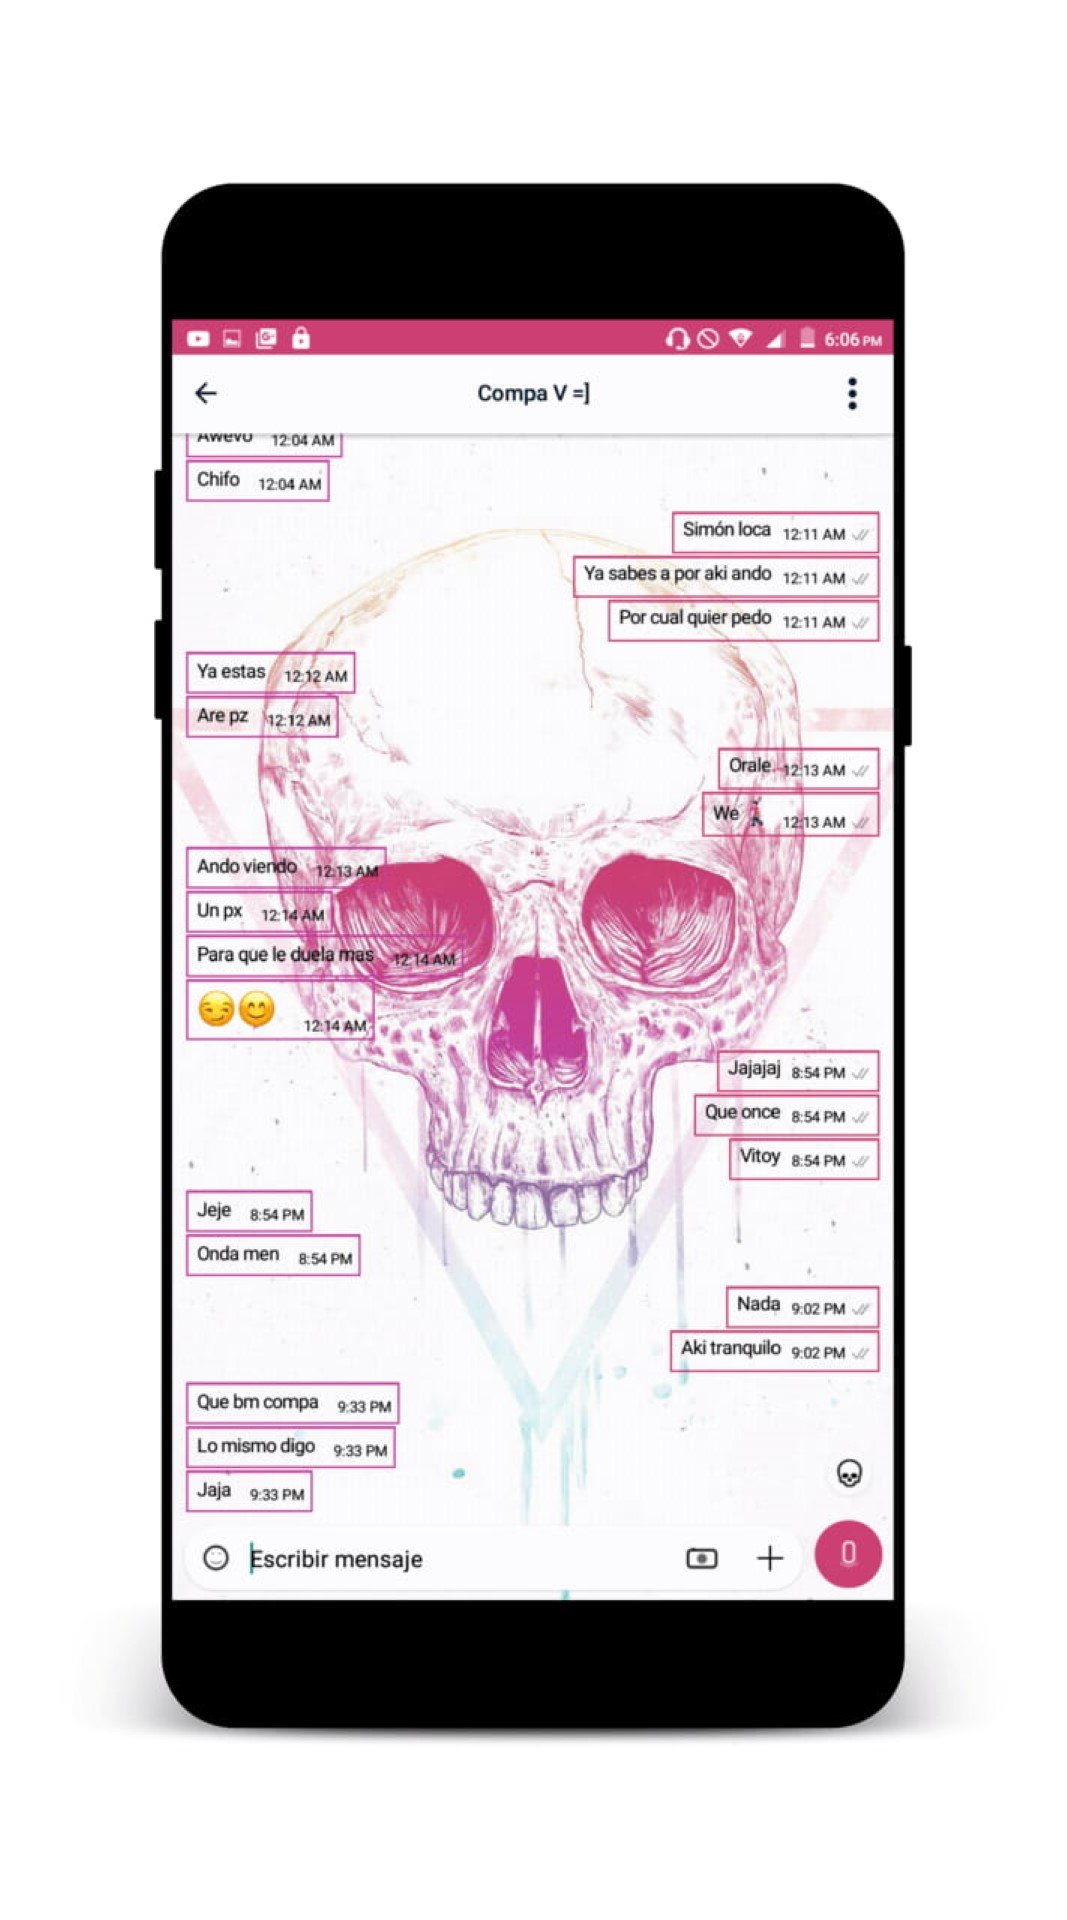 6:06 PM
Compa V =]
Awevo 12:04 AM
Chifo 12:04 AM
Simón loca 12:11 AM
Ya sabes a por aki ando 12:11 AM
Por cual quier pedo 12:11 AM
Ya estas 12:12 AM
Are pz 12:12 AM
Orale. 12:13 AM
We 12:13 AM
Ando viendo 12:13 AM
Un px 12:14 AM
Para que le duela mas 12:14 AM
😏😊 12:14 AM
Jajajaj 8:54 PM
Que once 8:54 PM
Vitoy 8:54 PM
Jeje 8:54 PM
Onda men 8:54 PM
Nada 9:02 PM
Aki tranquilo 9:02 PM
Que bm compa 9:33 PM
Lo mismo digo 9:33 PM
Jaja 9:33 PM
Escribir mensaje